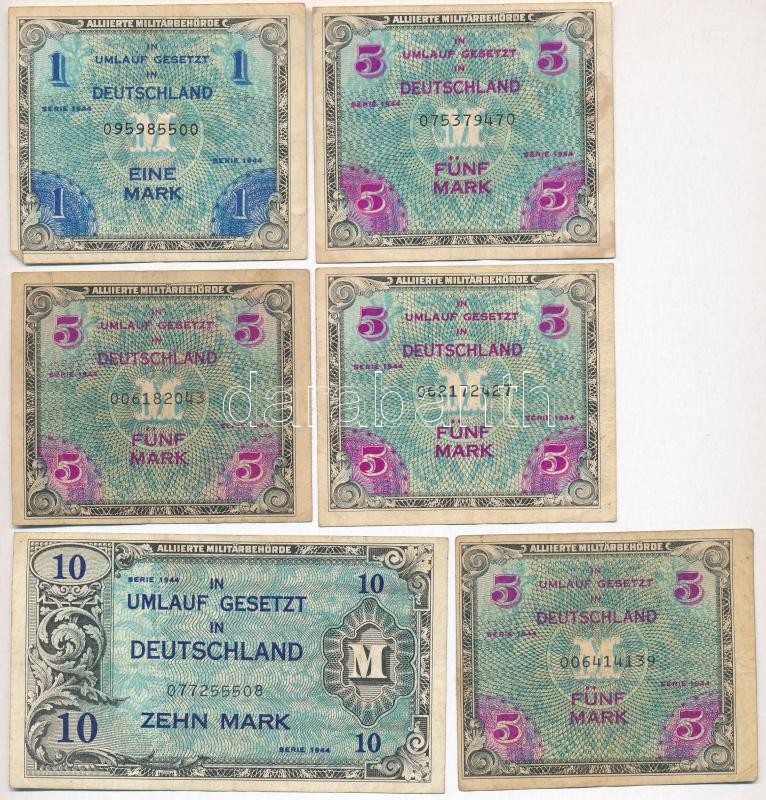 ALLIIERTE MILITÄRBEHÖRDE
1 IN 1
UMLAUF GESETZT
IN
DEUTSCHLAND
SERIE 1944
095985500
M
SERIE 1944
EINE
MARK
1 1
ALLIIERTE MILITÄRBEHÖRDE
5 IN 5
UMLAUF GESETZT
IN
DEUTSCHLAND
SERIE 1944
075379470
M
SERIE 1944
FÜNF
MARK
5 5
ALLIIERTE MILITÄRBEHÖRDE
5 IN 5
UMLAUF GESETZT
IN
DEUTSCHLAND
SERIE 1944
M
006182043
SERIE 1944
FÜNF
MARK
5 5
ALLIIERTE MILITÄRBEHÖRDE
5 IN 5
UMLAUF GESETZT
IN
DEUTSCHLAND
SERIE 1944
062172427
M
SERIE 1944
FÜNF
MARK
5 5
darabanth
ALLIIERTE MILITÄRBEHÖRDE
10 SERIE 1944 IN 10
UMLAUF GESETZT
IN
DEUTSCHLAND
M
077255508
10 ZEHN MARK 10
SERIE 1944
ALLIIERTE MILITÄRBEHÖRDE
5 IN 5
UMLAUF GESETZT
IN
DEUTSCHLAND
SERIE 1944
M
006414139
SERIE 1944
FÜNF
MARK
5 5